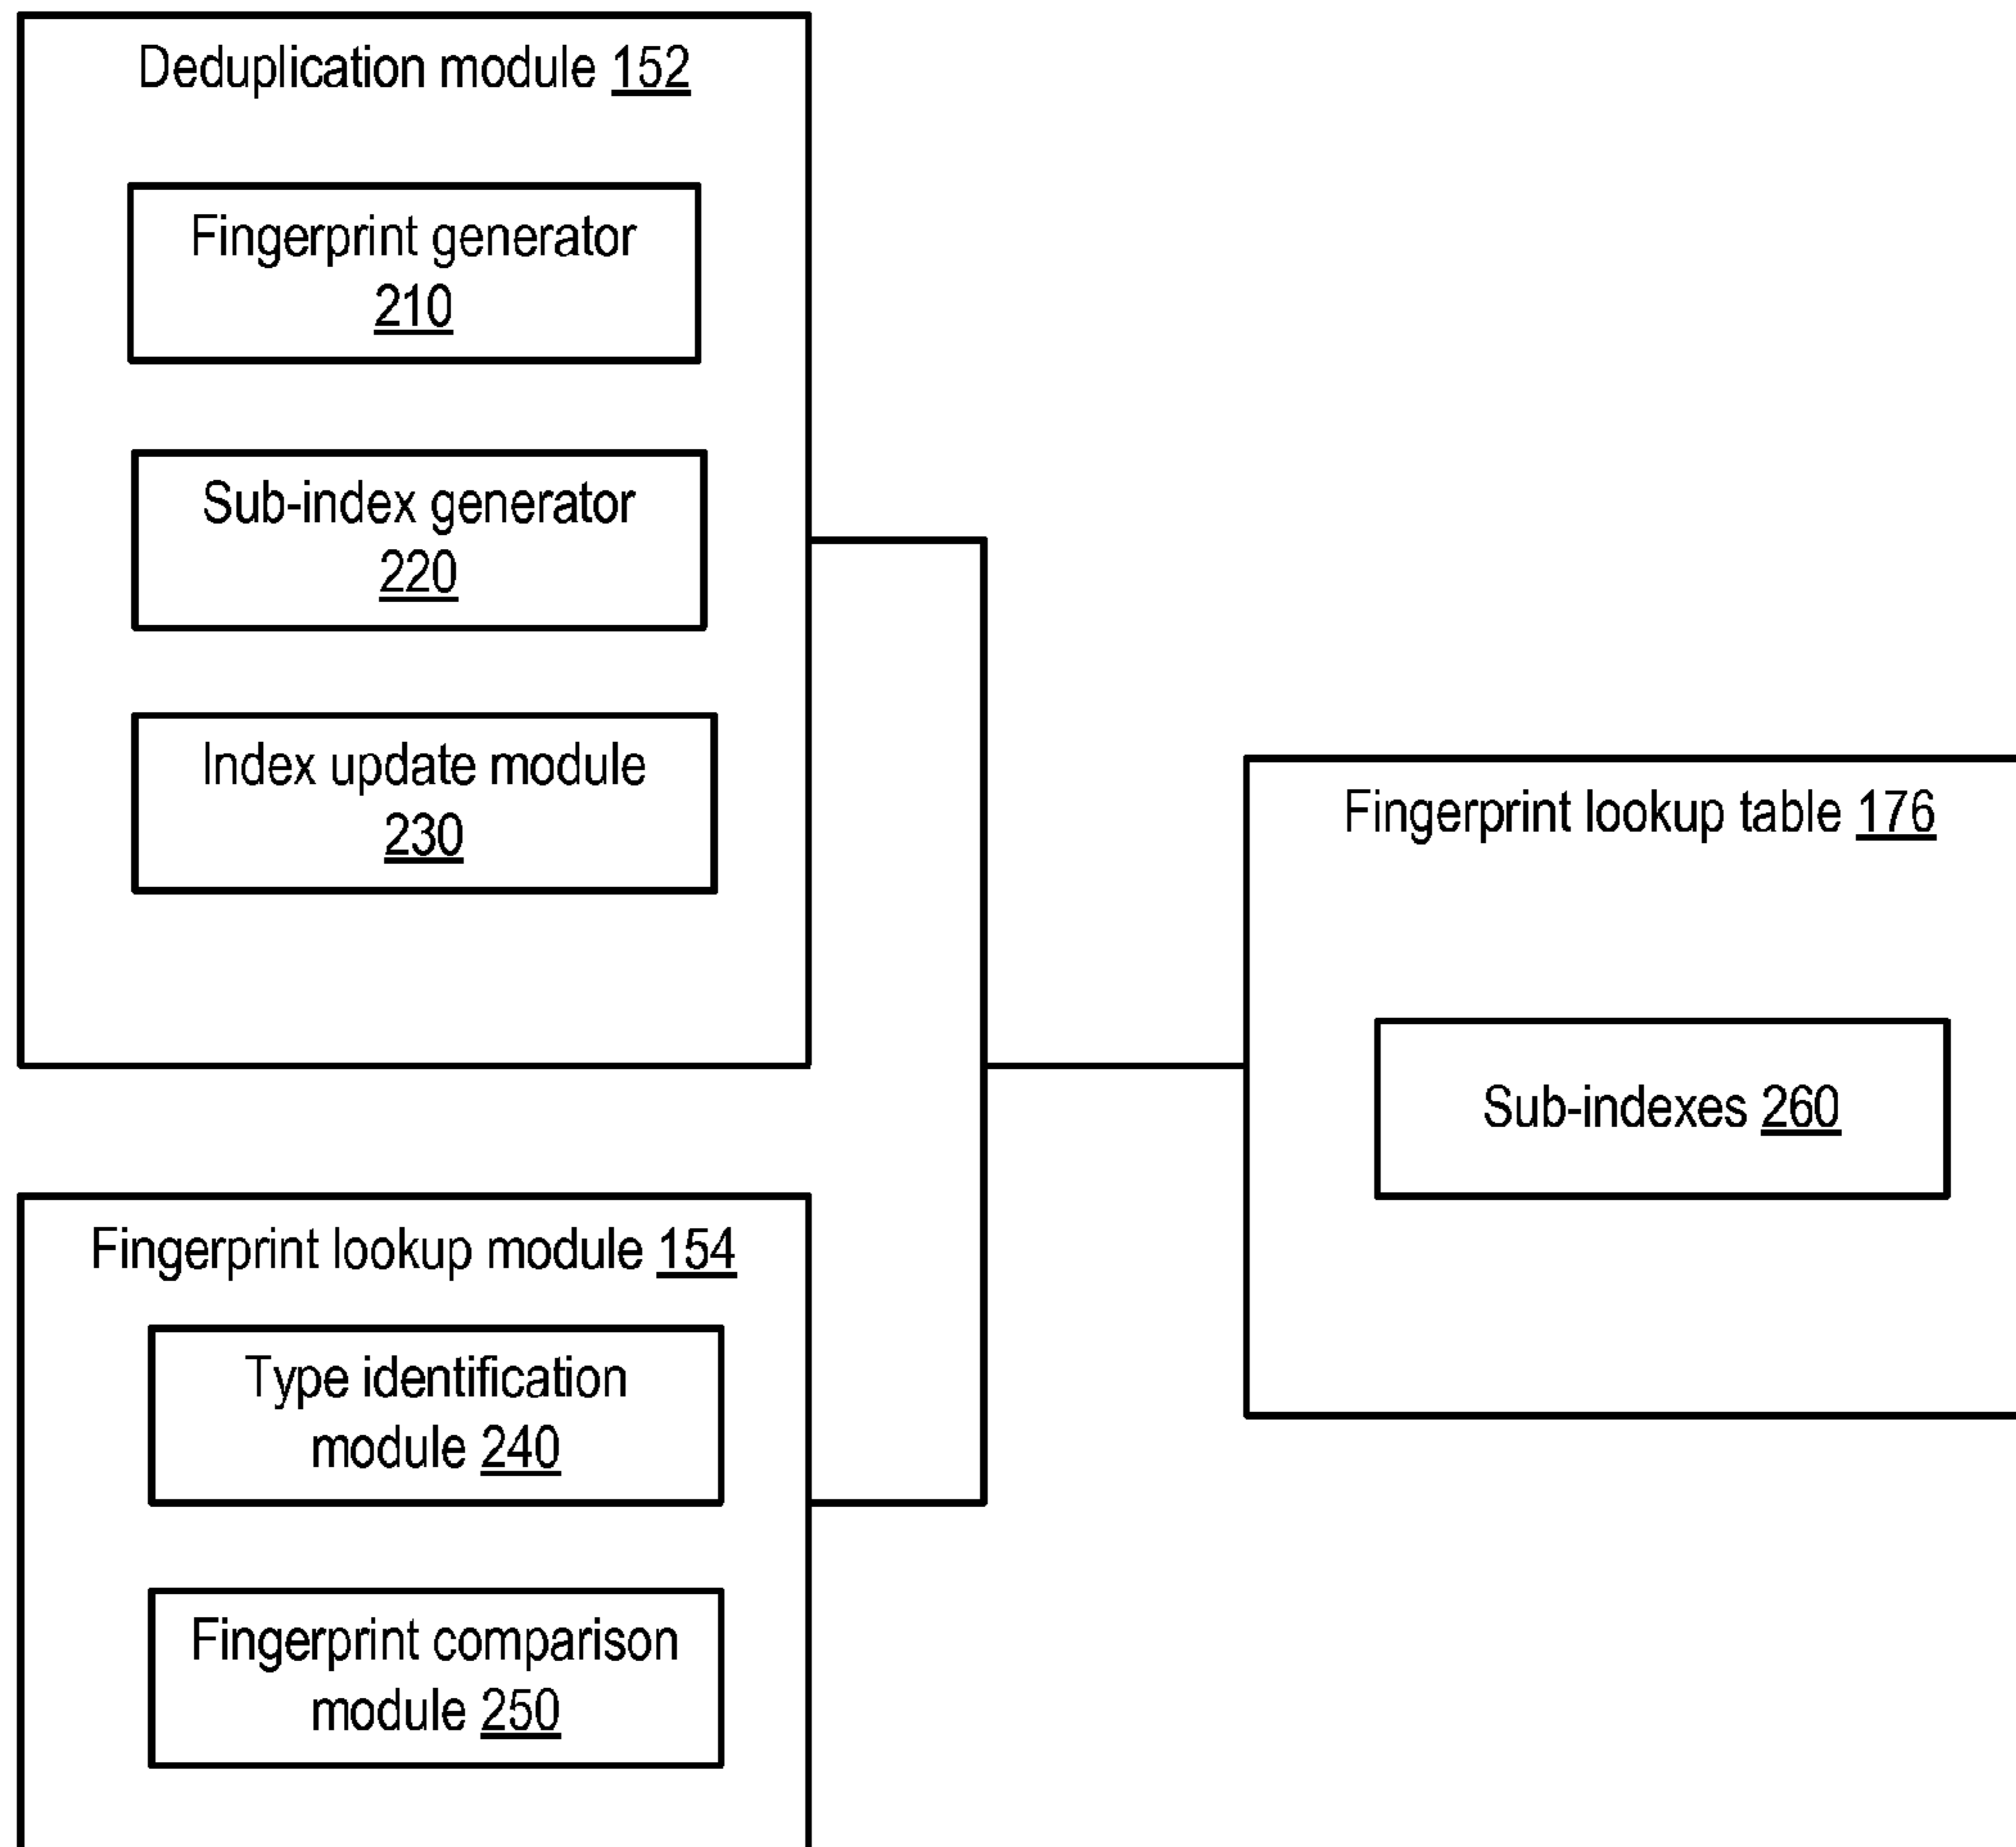 Deduplication module 152
Fingerprint generator
210
Sub-index generator
220
Index update module
230
Fingerprint lookup module 154
Type identification
module 240
Fingerprint comparison
module 250
Fingerprint lookup table 176
Sub-indexes 260